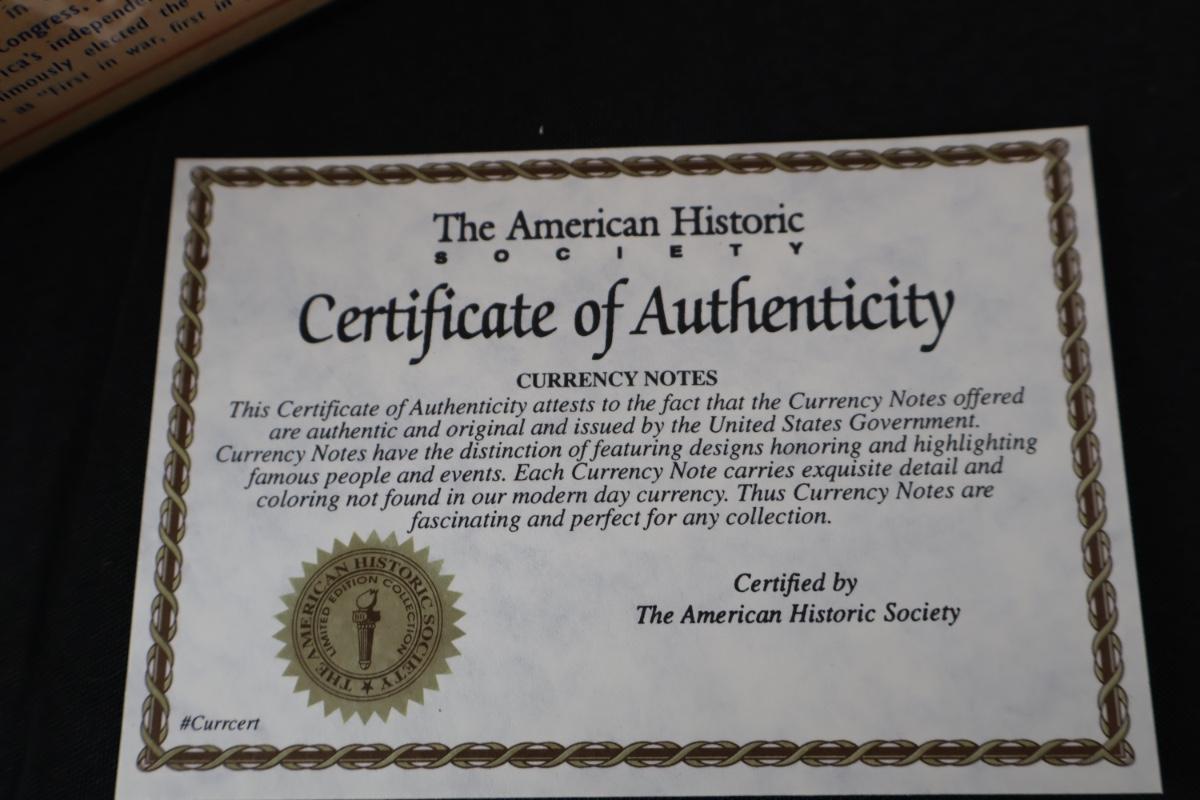 in
Congress,
ca's independen
imously elected the
as "First in war, first in
The American Historic
SOCIETY
Certificate of Authenticity
CURRENCY NOTES
This Certificate of Authenticity attests to the fact that the Currency Notes offered
are authentic and original and issued by the United States Government.
Currency Notes have the distinction of featuring designs honoring and highlighting
famous people and events. Each Currency Note carries exquisite detail and
coloring not found in our modern day currency. Thus Currency Notes are
fascinating and perfect for any collection.
THE AMERICAN HISTORIC SOCIETY ★
LIMITED EDITION COLLECTION
Certified by
The American Historic Society
#Currcert